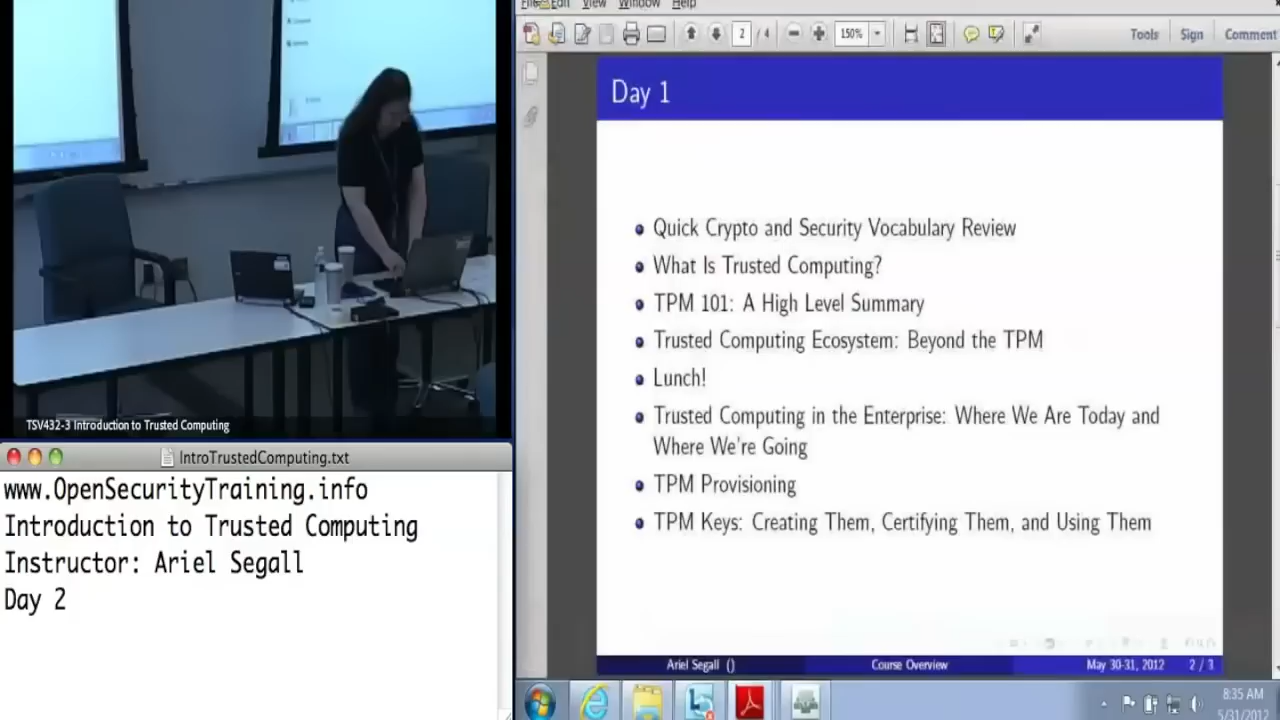 TSV432-3 Introduction to Trusted Computing
IntroTrustedComputing.txt
www.OpenSecurityTraining.info
Introduction to Trusted Computing
Instructor: Ariel Segall
Day 2
File Edit View Window Help
2 / 4
150%
Tools Sign Comment
Day 1
Quick Crypto and Security Vocabulary Review
What Is Trusted Computing?
TPM 101: A High Level Summary
Trusted Computing Ecosystem: Beyond the TPM
Lunch!
Trusted Computing in the Enterprise: Where We Are Today and
Where We're Going
TPM Provisioning
TPM Keys: Creating Them, Certifying Them, and Using Them
Ariel Segall () Course Overview May 30-31, 2012 2 / 3
8:35 AM
5/31/2012